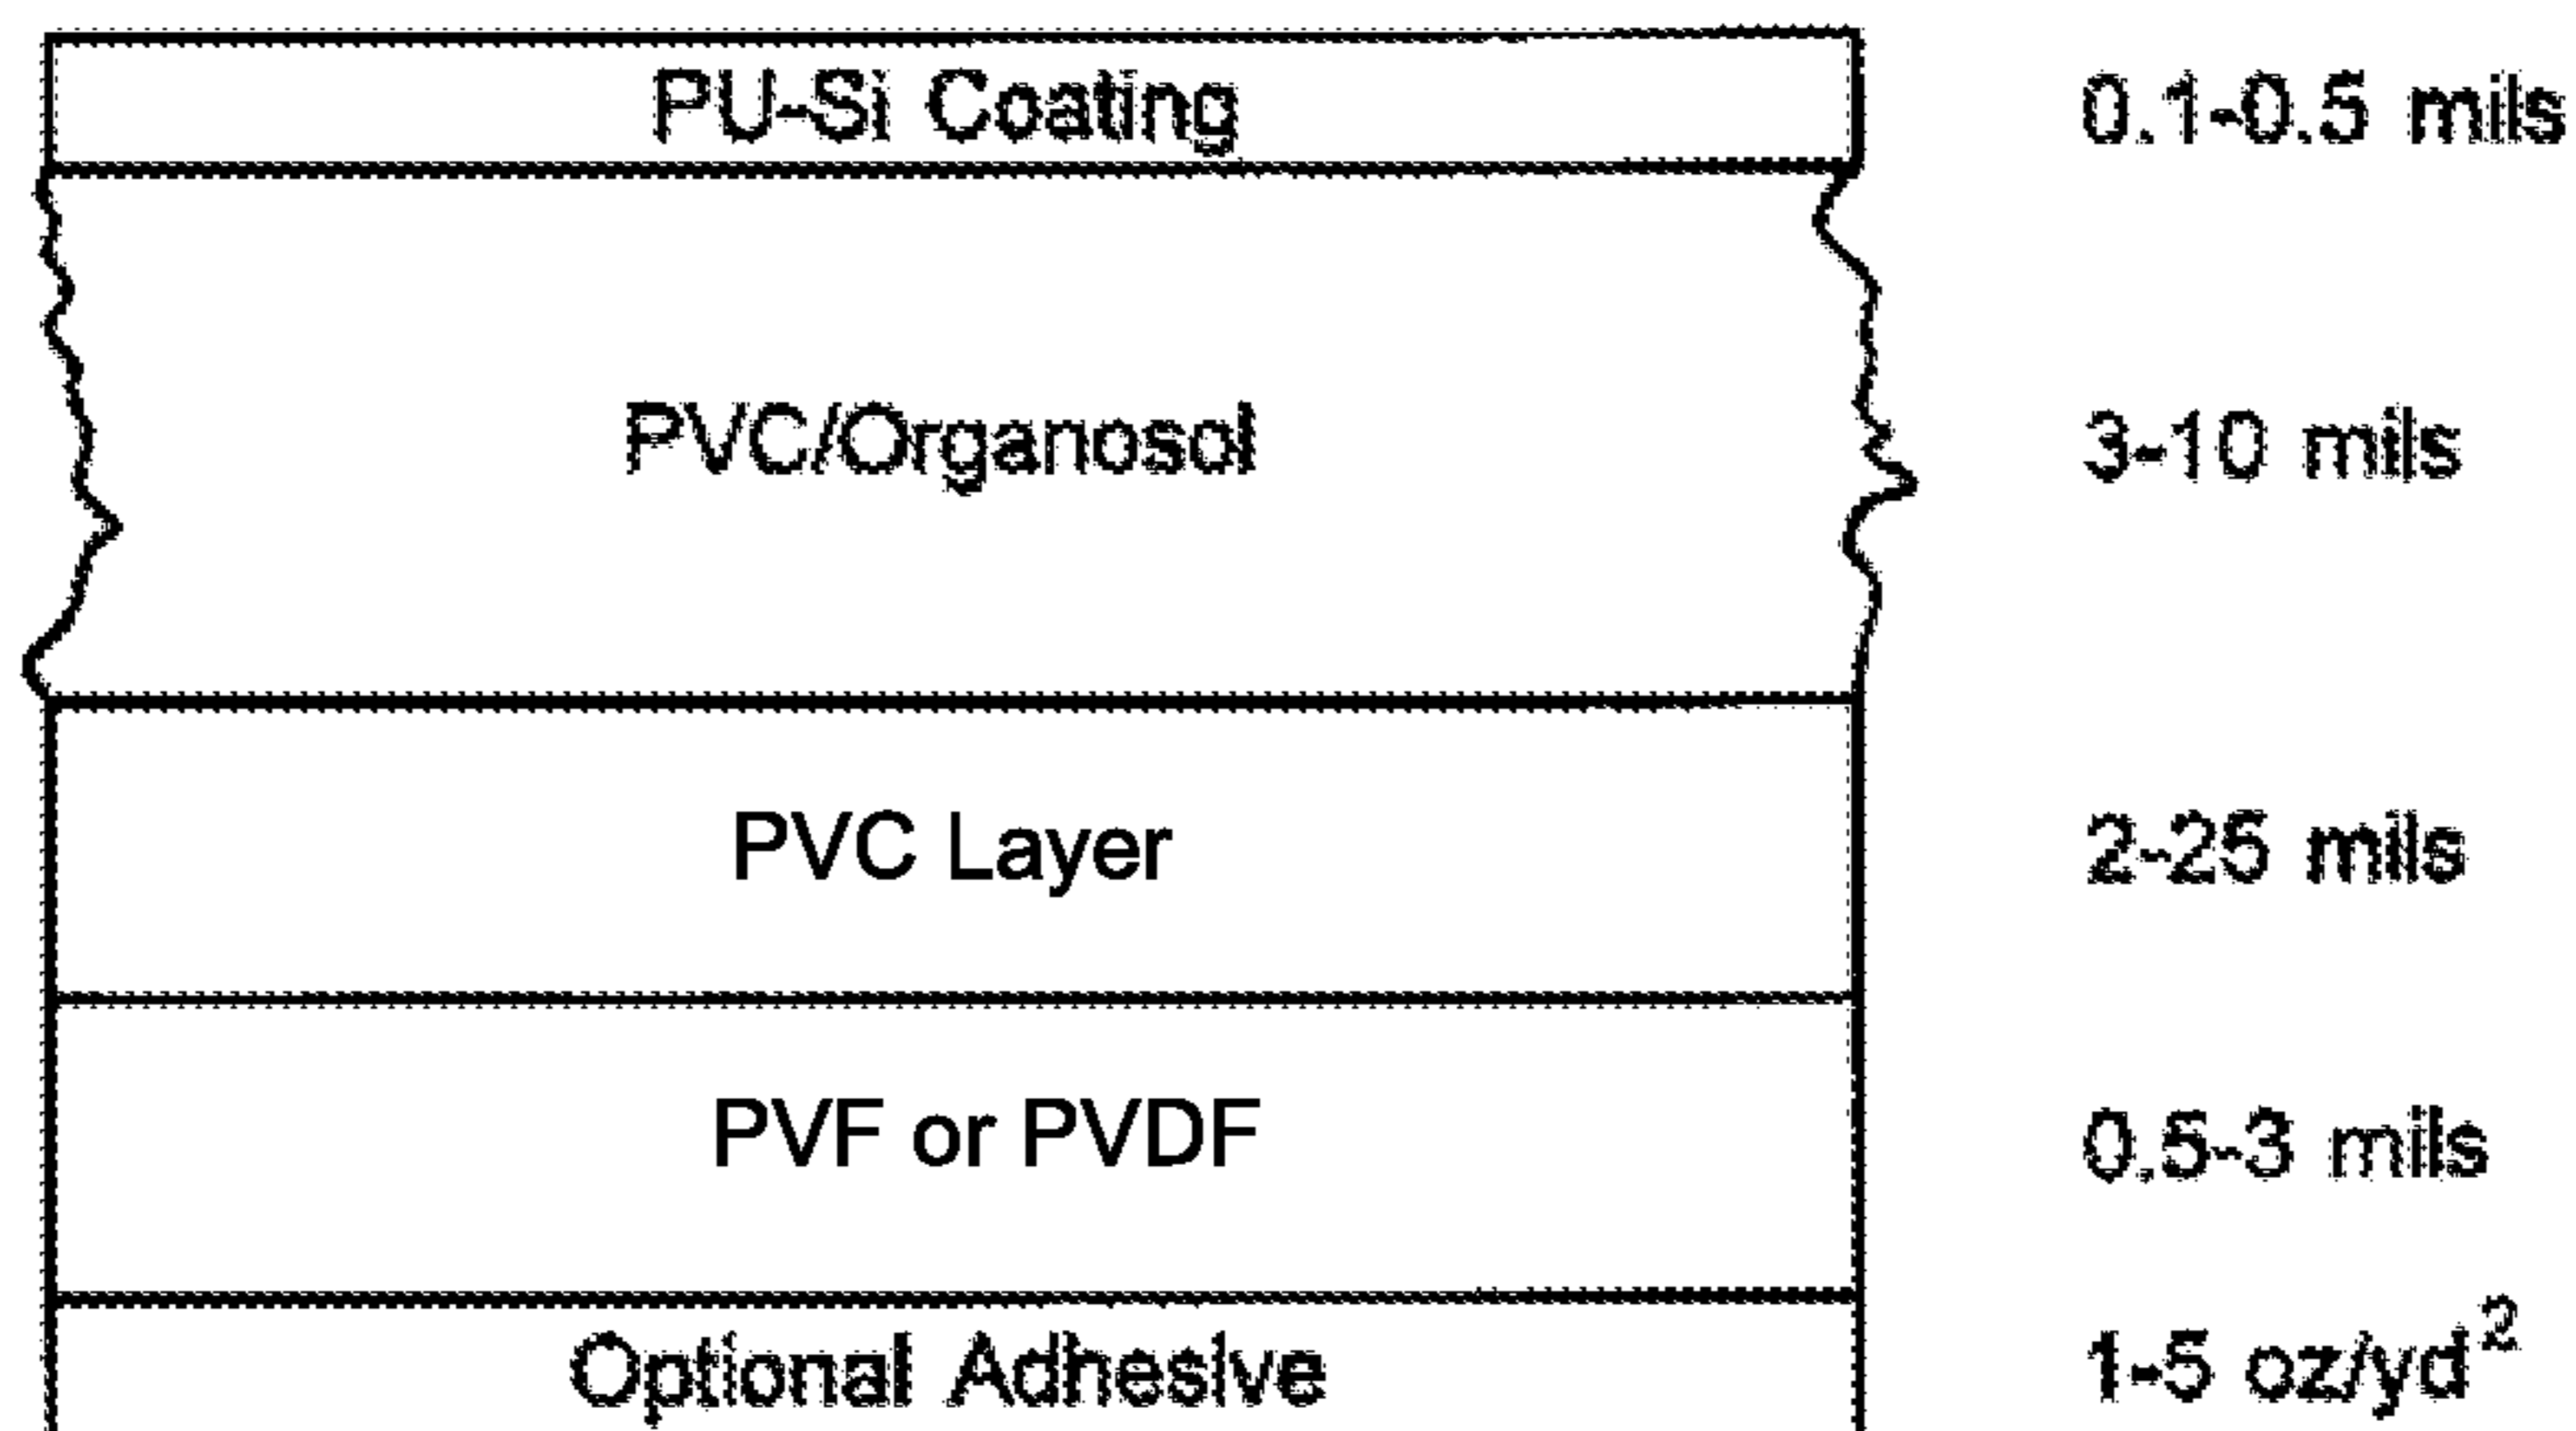 PU-Si Coating 0.1-0.5 mils
PVC/Organosol 3-10 mils
PVC Layer 2-25 mils
PVF or PVDF 0.5-3 mils
Optional Adhesive 1-5 oz/yd²